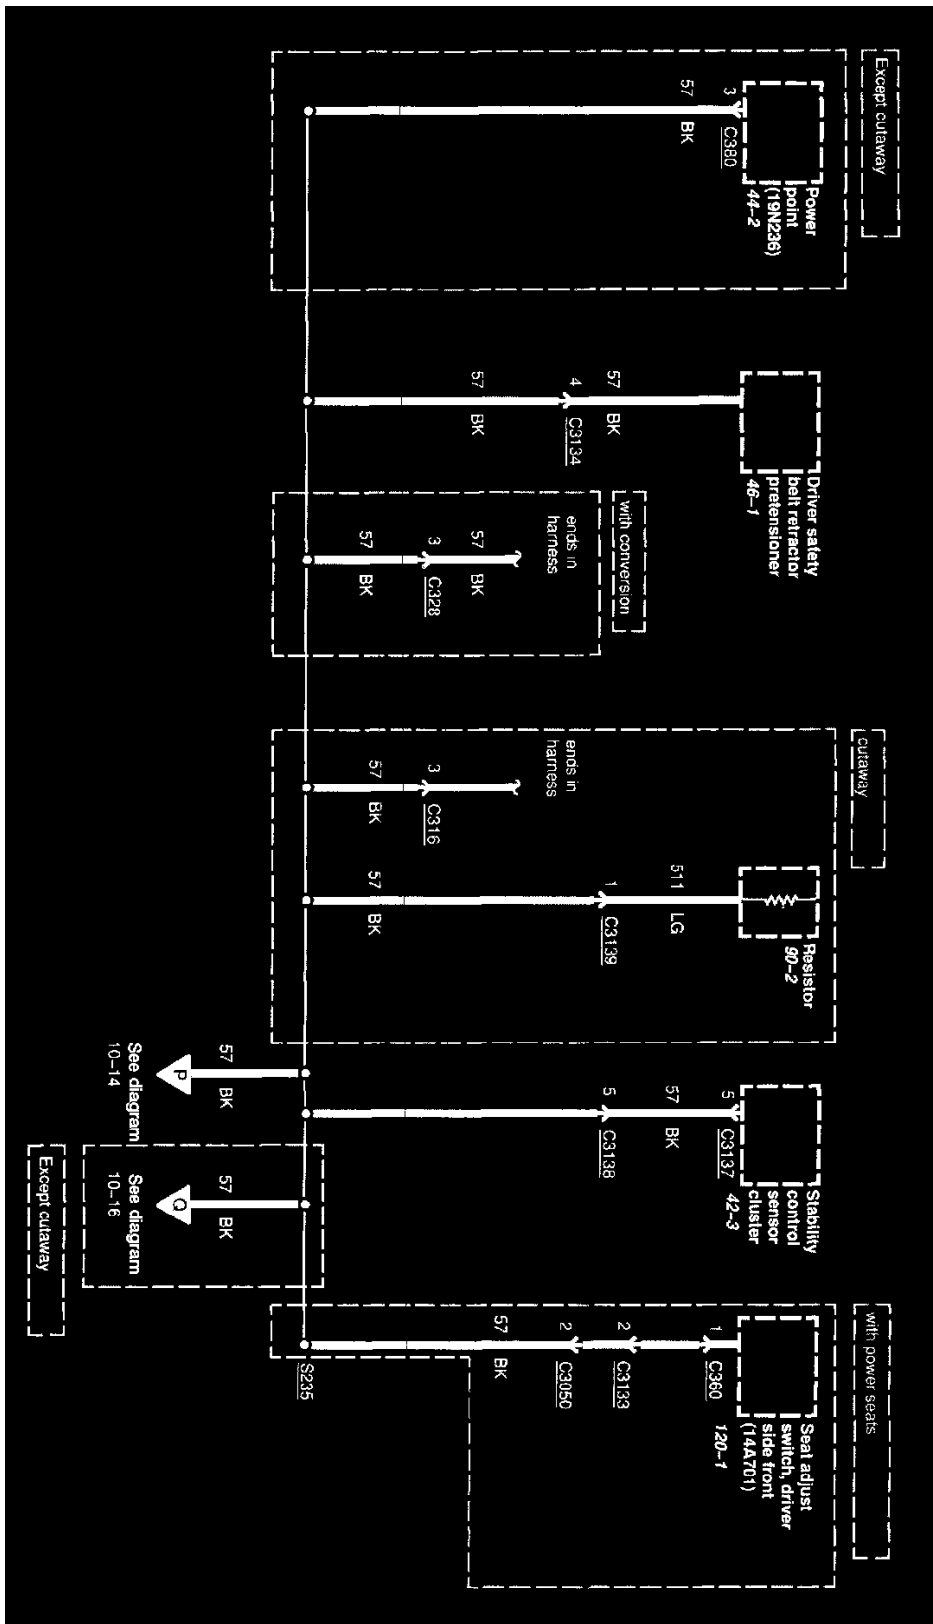 Except cutaway
Power
point
(19N236)
44-2
3
C380
57
BK
Driver safety
belt retractor
pretensioner
46-1
57
BK
4
C3134
57
BK
with conversion
ends in
harness
57
BK
3
C328
57
BK
cutaway
ends in
harness
3
C316
57
BK
Resistor
90-2
511
LG
1
C3139
57
BK
Stability
control
sensor
cluster
42-3
5
C3137
57
BK
5
C3138
57
BK
P
See diagram
10-14
57
BK
Q
See diagram
10-16
Except cutaway
with power seats
Seat adjust
switch, driver
side front
(14A701)
120-1
1
C360
2
C3133
2
C3050
57
BK
S235